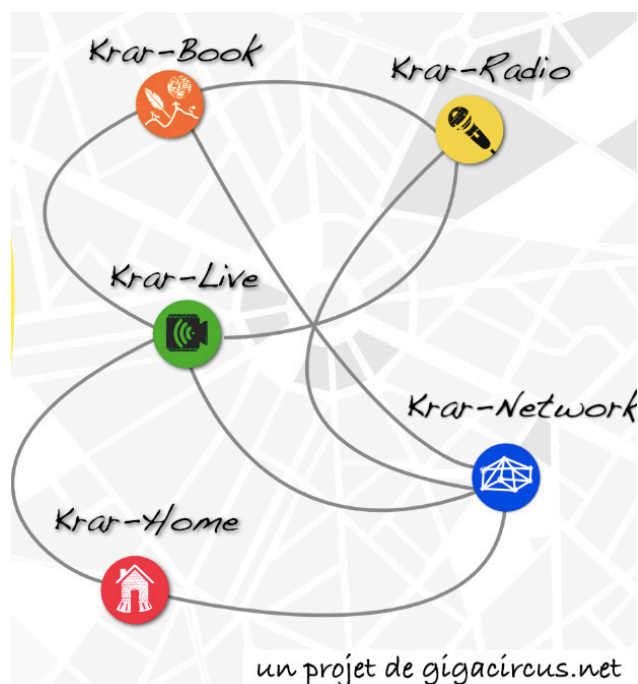 Krar-Book
Krar-Radio
Krar-Live
Krar-Network
Krar-Home
un projet de gigacircus.net